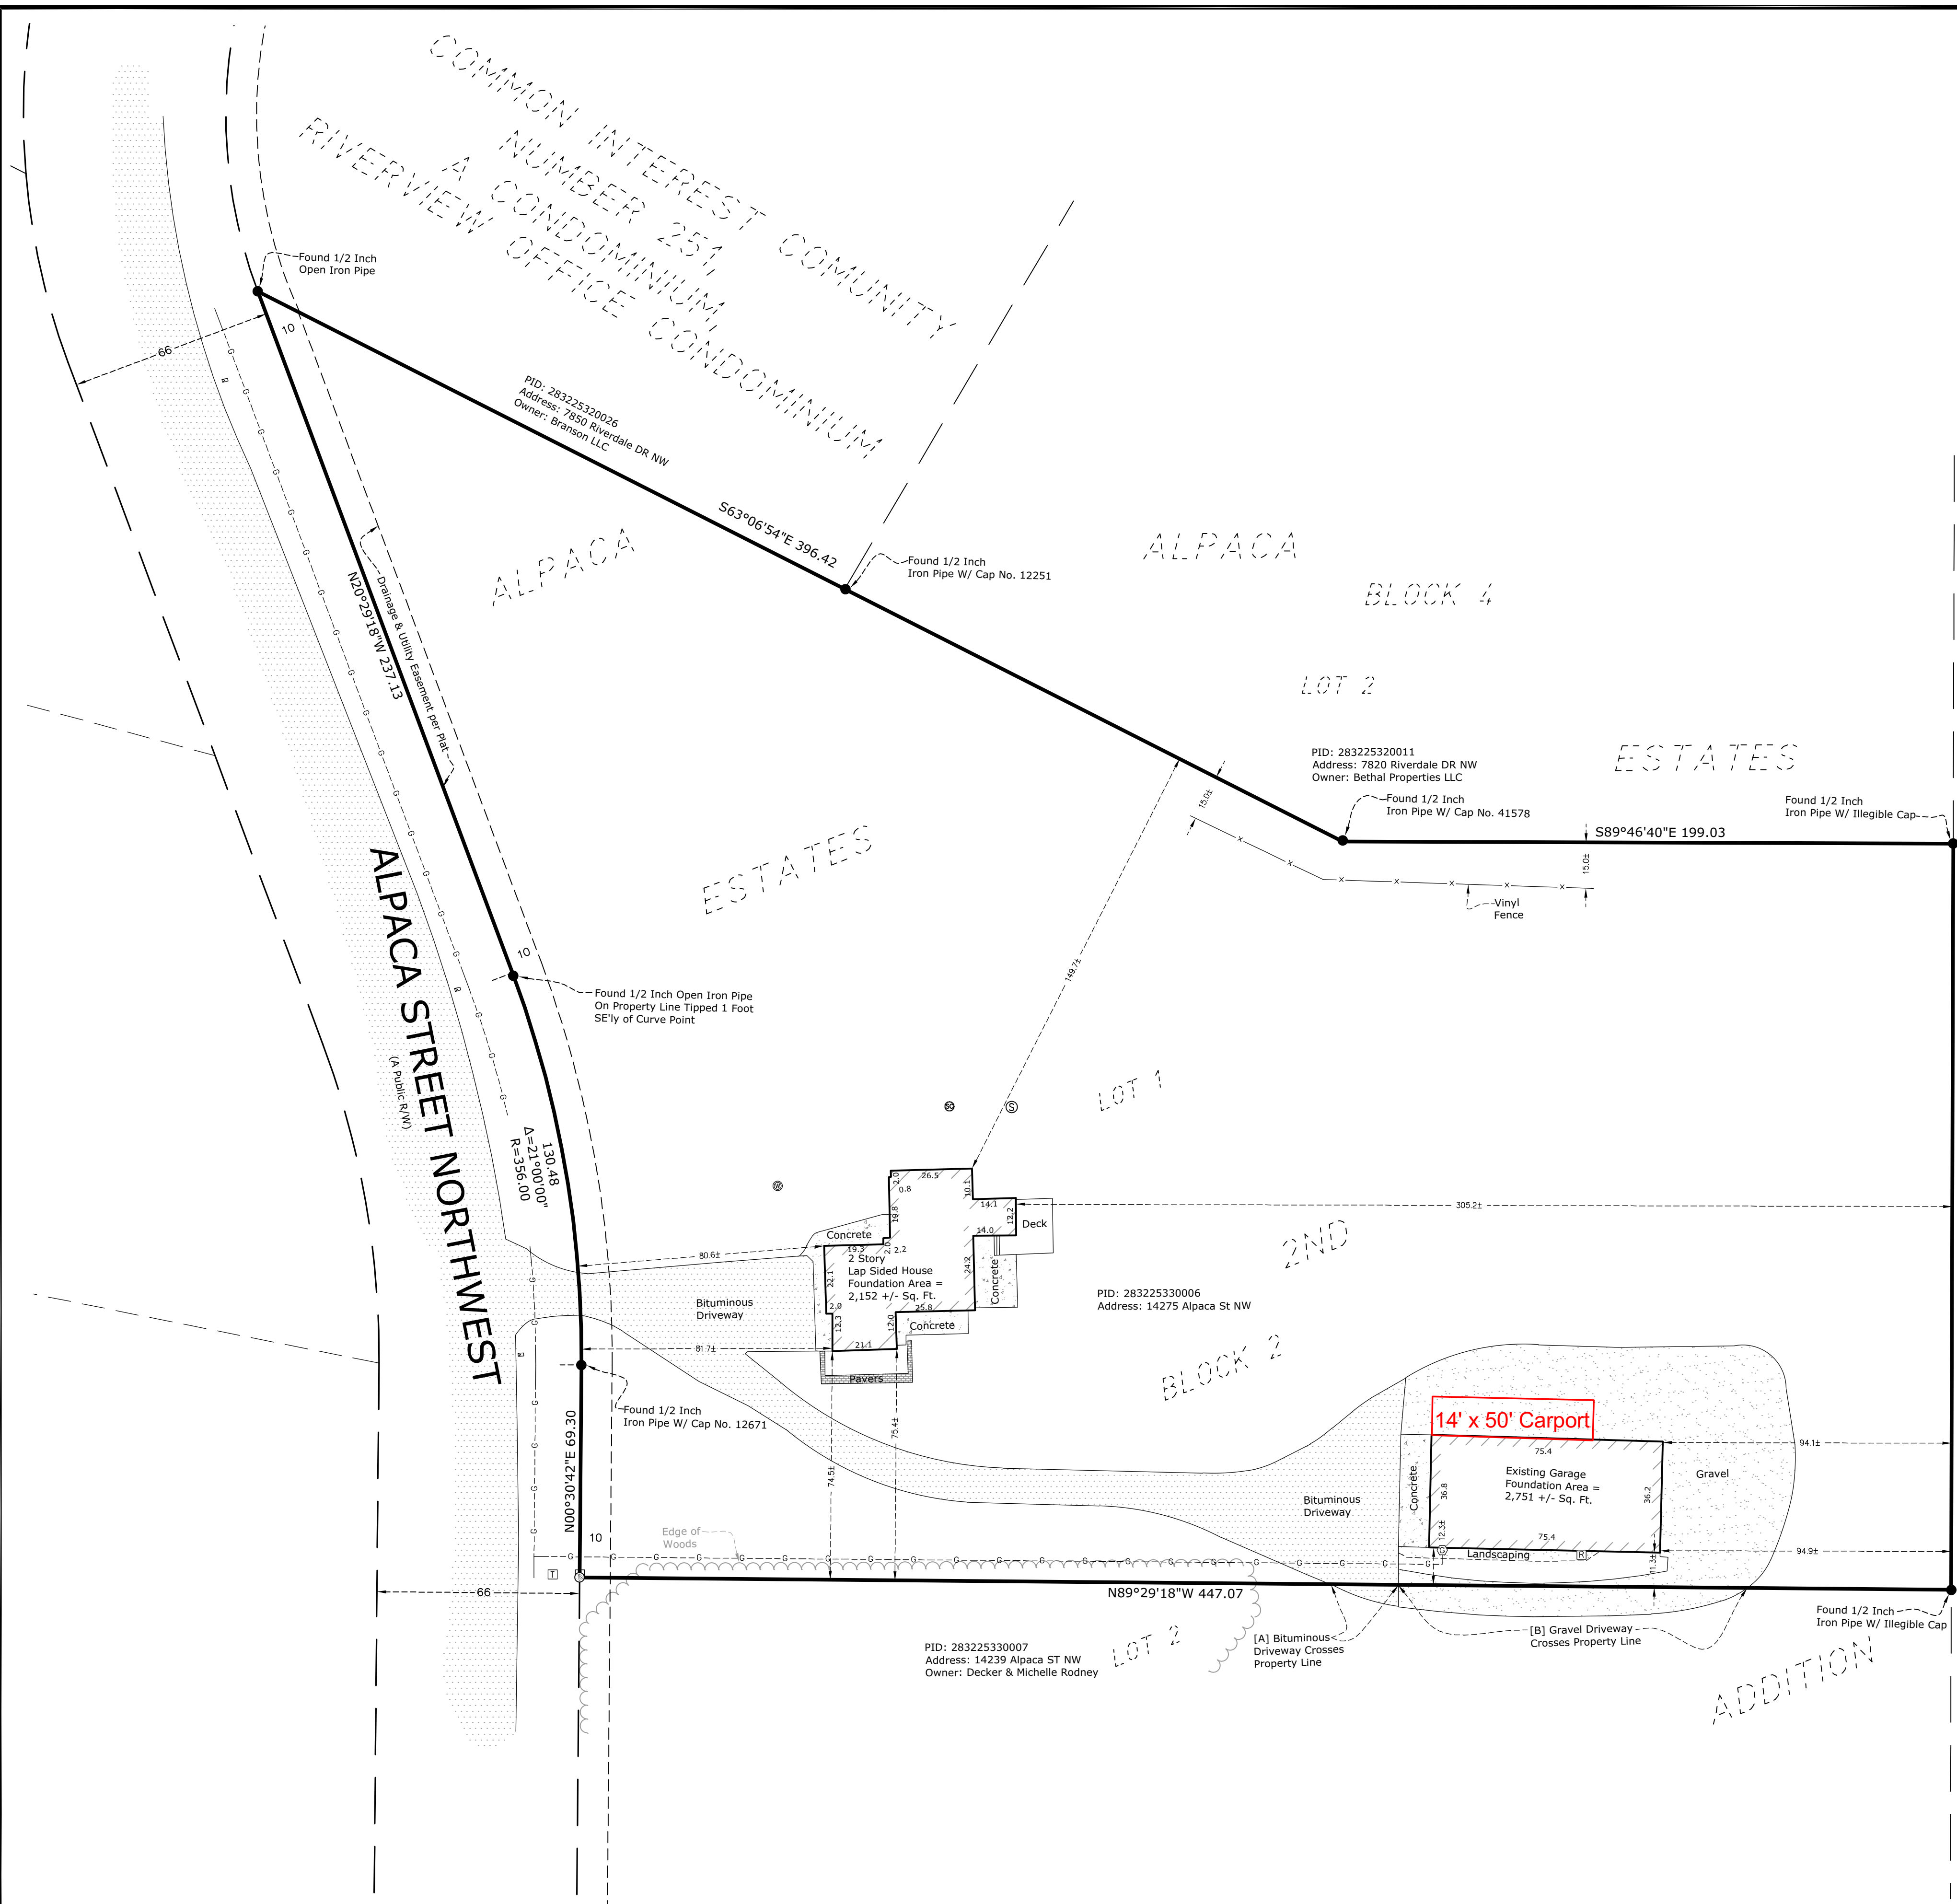 COMMON INTEREST COMUNITY
NUMBER 251,
A CONDOMINIUM,
RIVERVIEW OFFICE CONDOMINIUM
Found 1/2 Inch
Open Iron Pipe
10
66
PID: 283225320026
Address: 7850 Riverdale DR NW
Owner: Branson LLC
S63°06'54"E 396.42
Found 1/2 Inch
Iron Pipe W/ Cap No. 12251
ALPACA
ALPACA
BLOCK 4
LOT 2
N20°29'18"W 237.13
Drainage & Utility Easement per Plat
PID: 283225320011
Address: 7820 Riverdale DR NW
Owner: Bethal Properties LLC
ESTATES
Found 1/2 Inch
Iron Pipe W/ Cap No. 41578
Found 1/2 Inch
Iron Pipe W/ Illegible Cap
S89°46'40"E 199.03
15.0±
15.0±
Vinyl
Fence
ESTATES
ALPACA STREET NORTHWEST
(A Public R/W)
10
Found 1/2 Inch Open Iron Pipe
On Property Line Tipped 1 Foot
SE'ly of Curve Point
149.7±
LOT 1
130.48
Δ=21°00'00"
R=356.00
S
W
26.5
2.0
0.8
10.1
14.1
12.2
Deck
19.8
14.0
305.2±
2ND
Concrete
80.6±
19.3
2.0
2.2
2 Story
Lap Sided House
Foundation Area =
2,152 +/- Sq. Ft.
22.1
24.2
Concrete
2.0
25.8
12.3
12.0
Concrete
21.1
81.7±
Pavers
Bituminous
Driveway
PID: 283225330006
Address: 14275 Alpaca St NW
BLOCK 2
Found 1/2 Inch
Iron Pipe W/ Cap No. 12671
N00°30'42"E 69.30
75.4±
74.5±
14' x 50' Carport
75.4
94.1±
Existing Garage
Foundation Area =
2,751 +/- Sq. Ft.
Concrete
36.8
36.2
Gravel
Bituminous
Driveway
75.4
12.3±
11.3±
94.9±
Landscaping
G
R
10
Edge of
Woods
T
66
N89°29'18"W 447.07
PID: 283225330007
Address: 14239 Alpaca ST NW
Owner: Decker & Michelle Rodney
LOT 2
[A] Bituminous
Driveway Crosses
Property Line
[B] Gravel Driveway
Crosses Property Line
Found 1/2 Inch
Iron Pipe W/ Illegible Cap
ADDITION